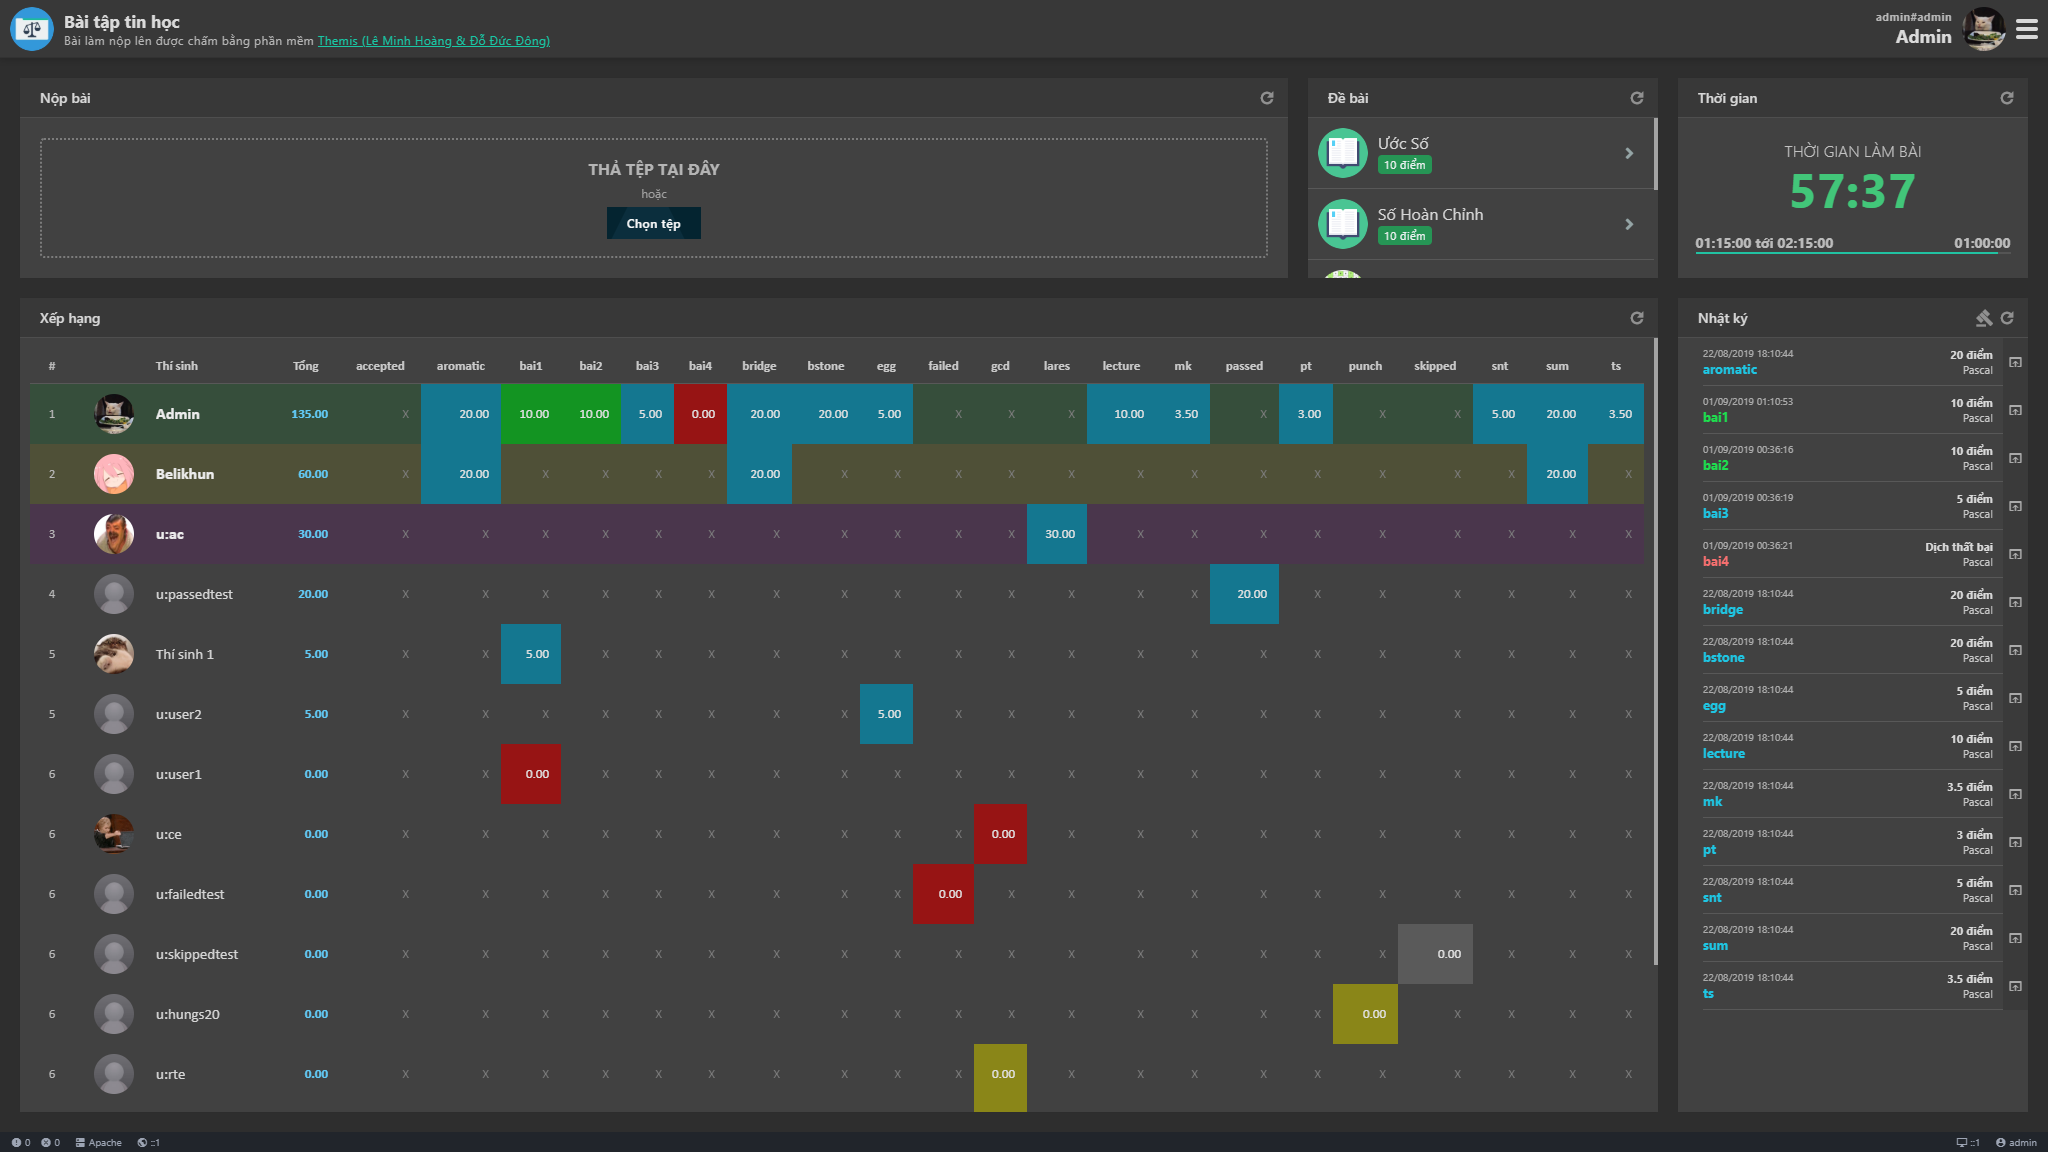 Bài tập tin học
Bài làm nộp lên được chấm bằng phần mềm Themis (Lê Minh Hoàng & Đỗ Đức Đông)
admin#admin
Admin
Nộp bài
THẢ TỆP TẠI ĐÂY
hoặc
Chọn tệp
Đề bài
Ước Số
10 điểm
Số Hoàn Chỉnh
10 điểm
Thời gian
THỜI GIAN LÀM BÀI
57:37
01:15:00 tới 02:15:00 01:00:00
Xếp hạng
# Thí sinh Tổng accepted aromatic bai1 bai2 bai3 bai4 bridge bstone egg failed gcd lares lecture mk passed pt punch skipped snt sum ts
1 Admin 135.00 X 20.00 10.00 10.00 5.00 0.00 20.00 20.00 5.00 X X X 10.00 3.50 X 3.00 X X 5.00 20.00 3.50
2 Belikhun 60.00 X 20.00 X X X X 20.00 X X X X X X X X X X X X 20.00 X
3 u:ac 30.00 X X X X X X X X X X X 30.00 X X X X X X X X X
4 u:passedtest 20.00 X X X X X X X X X X X X X X 20.00 X X X X X X
5 Thí sinh 1 5.00 X X 5.00 X X X X X X X X X X X X X X X X X X
5 u:user2 5.00 X X X X X X X X 5.00 X X X X X X X X X X X X
6 u:user1 0.00 X X 0.00 X X X X X X X X X X X X X X X X X X
6 u:ce 0.00 X X X X X X X X X X 0.00 X X X X X X X X X X
6 u:failedtest 0.00 X X X X X X X X X 0.00 X X X X X X X X X X X
6 u:skippedtest 0.00 X X X X X X X X X X X X X X X X X 0.00 X X X
6 u:hungs20 0.00 X X X X X X X X X X X X X X X X 0.00 X X X X
6 u:rte 0.00 X X X X X X X X X X 0.00 X X X X X X X X X X
Nhật ký
22/08/2019 18:10:44 20 điểm
aromatic Pascal
01/09/2019 01:10:53 10 điểm
bai1 Pascal
01/09/2019 00:36:16 10 điểm
bai2 Pascal
01/09/2019 00:36:19 5 điểm
bai3 Pascal
01/09/2019 00:36:21 Dịch thất bại
bai4 Pascal
22/08/2019 18:10:44 20 điểm
bridge Pascal
22/08/2019 18:10:44 20 điểm
bstone Pascal
22/08/2019 18:10:44 5 điểm
egg Pascal
22/08/2019 18:10:44 10 điểm
lecture Pascal
22/08/2019 18:10:44 3.5 điểm
mk Pascal
22/08/2019 18:10:44 3 điểm
pt Pascal
22/08/2019 18:10:44 5 điểm
snt Pascal
22/08/2019 18:10:44 20 điểm
sum Pascal
22/08/2019 18:10:44 3.5 điểm
ts Pascal
0 0 Apache ::1 ::1 admin